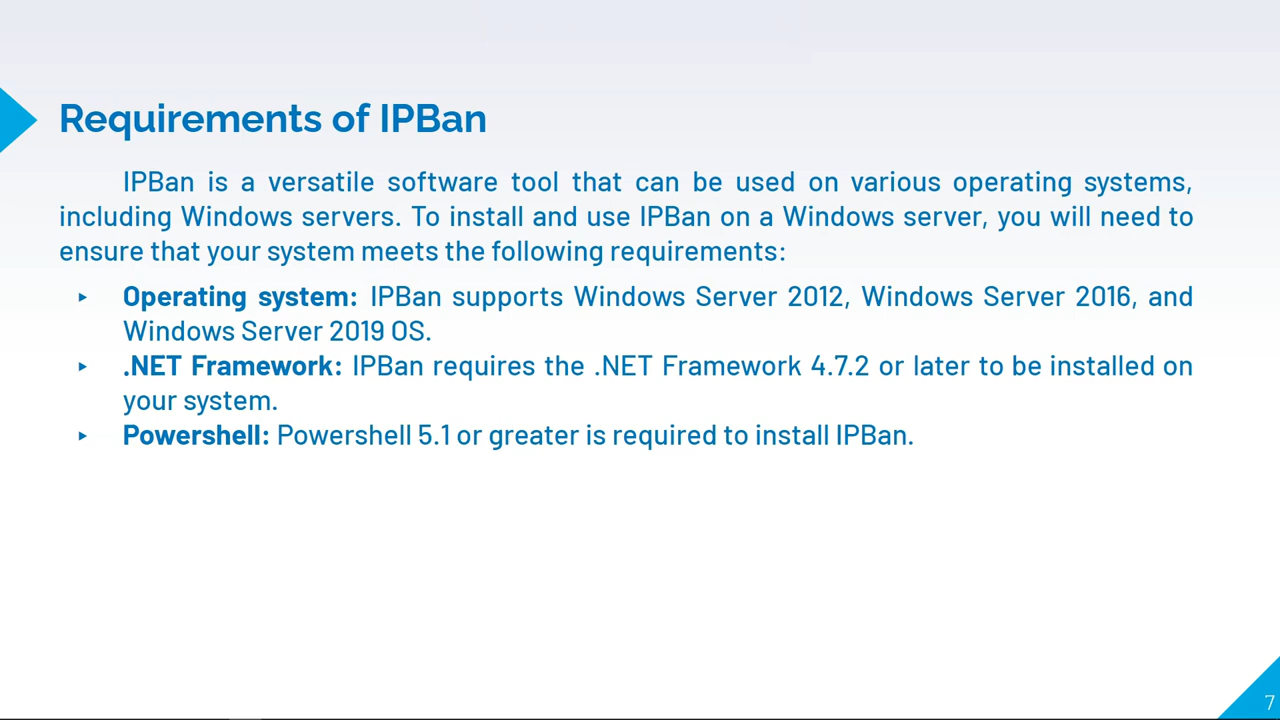 Requirements of IPBan
IPBan is a versatile software tool that can be used on various operating systems,
including Windows servers. To install and use IPBan on a Windows server, you will need to
ensure that your system meets the following requirements:
▸ Operating system: IPBan supports Windows Server 2012, Windows Server 2016, and
Windows Server 2019 OS.
▸ .NET Framework: IPBan requires the .NET Framework 4.7.2 or later to be installed on
your system.
▸ Powershell: Powershell 5.1 or greater is required to install IPBan.
7